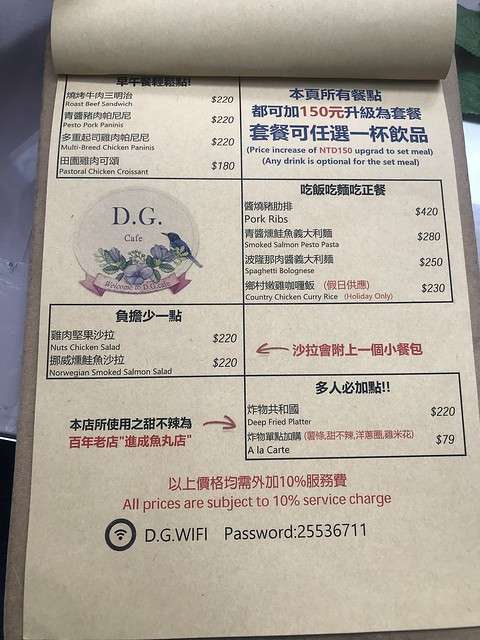 早午餐輕鬆點!
燒烤牛肉三明治
Roast Beef Sandwich $220
青醬豬肉帕尼尼
Pesto Pork Paninis $220
多重起司雞肉帕尼尼
Multi-Breed Chicken Paninis $220
田園雞肉可頌
Pastoral Chicken Croissant $180
本頁所有餐點
都可加150元升級為套餐
套餐可任選一杯飲品
(Price increase of NTD150 upgrad to set meal)
(Any drink is optional for the set meal)
D.G.
Cafe
Welcome to D.G.cafe
吃飯吃麵吃正餐
醬燒豬肋排
Pork Ribs $420
青醬燻鮭魚義大利麵
Smoked Salmon Pesto Pasta $280
波隆那肉醬義大利麵
Spaghetti Bolognese $250
鄉村嫩雞咖喱飯 (假日供應)
Country Chicken Curry Rice (Holiday Only) $230
負擔少一點
雞肉堅果沙拉
Nuts Chicken Salad $220
挪威燻鮭魚沙拉
Norwegian Smoked Salmon Salad $220
沙拉會附上一個小餐包
多人必加點!!
炸物共和國
Deep Fried Platter $220
炸物單點加購 (薯條,甜不辣,洋蔥圈,雞米花)
A la Carte $79
本店所使用之甜不辣為
百年老店"進成魚丸店"
以上價格均需外加10%服務費
All prices are subject to 10% service charge
D.G.WIFI Password:25536711